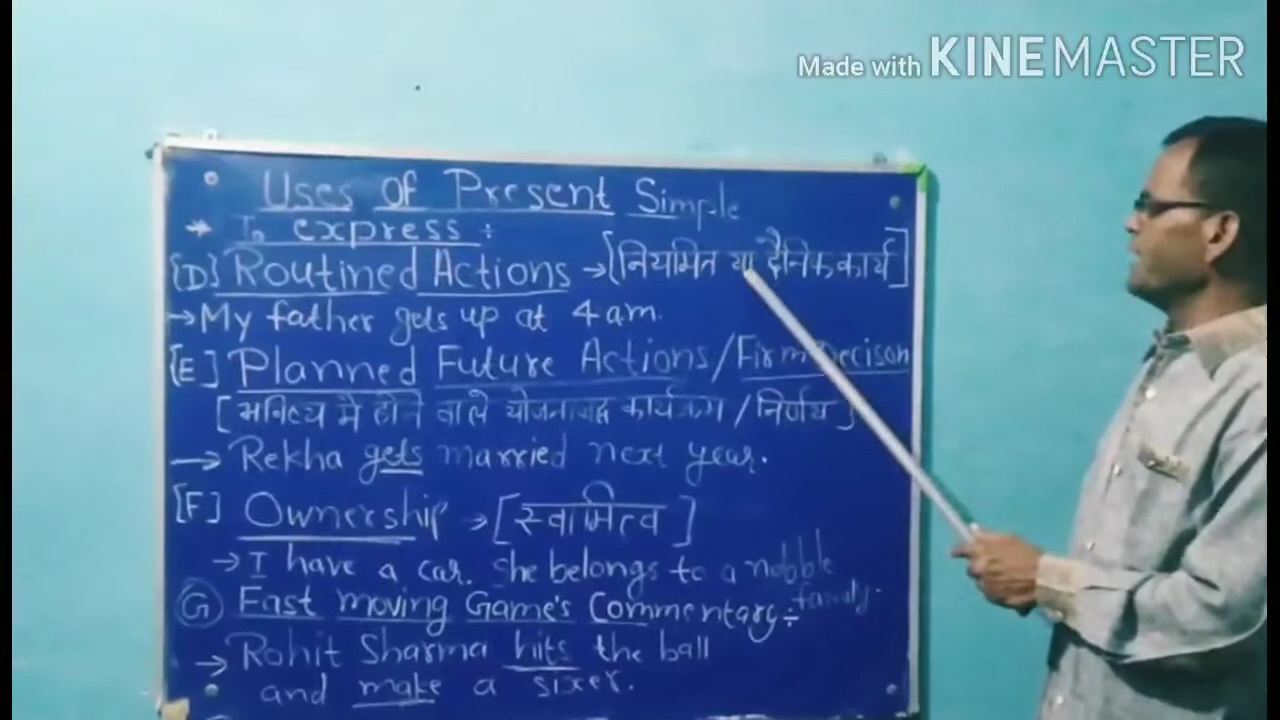 Made with KINEMASTER
Uses Of Present Simple
To express :
[D] Routined Actions → [नियमित या दैनिक कार्य]
→ My father gets up at 4 am.
[E] Planned Future Actions / Firm Decison
[भविष्य मे होने वाले योजनाबद्ध कार्यक्रम / निर्णय]
→ Rekha gets married next year.
[F] Ownership → [स्वामित्व]
→ I have a car. She belongs to a nobble
family.
G Fast moving Game's Commentary ÷
→ Rohit Sharma hits the ball
and make a sixer.